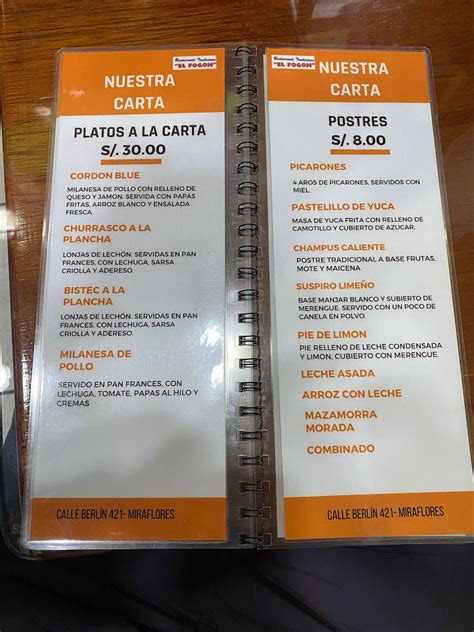 Restaurante Tradicional
"EL FOGON"
NUESTRA
CARTA
PLATOS A LA CARTA
S/. 30.00
CORDON BLUE
MILANESA DE POLLO CON RELLENO DE
QUESO Y JAMON. SERVIDA CON PAPAS
FRITAS, ARROZ BLANCO Y ENSALADA
FRESCA.
CHURRASCO A LA
PLANCHA
LONJAS DE LECHÓN. SERVIDAS EN PAN
FRANCES, CON LECHUGA, SARSA
CRIOLLA Y ADERESO.
BISTEC A LA
PLANCHA
LONJAS DE LECHÓN. SERVIDAS EN PAN
FRANCES, CON LECHUGA, SARSA
CRIOLLA Y ADERESO.
MILANESA DE
POLLO
SERVIDO EN PAN FRANCES, CON
LECHUGA, TOMATE, PAPAS AL HILO Y
CREMAS
CALLE BERLÍN 421- MIRAFLORES
Restaurante Tradicional
"EL FOGON"
NUESTRA
CARTA
POSTRES
S/. 8.00
PICARONES
4 AROS DE PICARONES, SERVIDOS CON
MIEL.
PASTELILLO DE YUCA
MASA DE YUCA FRITA CON RELLENO DE
CAMOTILLO Y CUBIERTO DE AZUCAR.
CHAMPUS CALIENTE
POSTRE TRADICIONAL A BASE FRUTAS,
MOTE Y MAICENA
SUSPIRO LIMEÑO
BASE MANJAR BLANCO Y SUBIERTO DE
MERENGUE. SERVIDO CON UN POCO DE
CANELA EN POLVO.
PIE DE LIMON
PIE RELLENO DE LECHE CONDENSADA
Y LIMON, CUBIERTO CON MERENGUE.
LECHE ASADA
ARROZ CON LECHE
MAZAMORRA
MORADA
COMBINADO
CALLE BERLÍN 421- MIRAFLORES